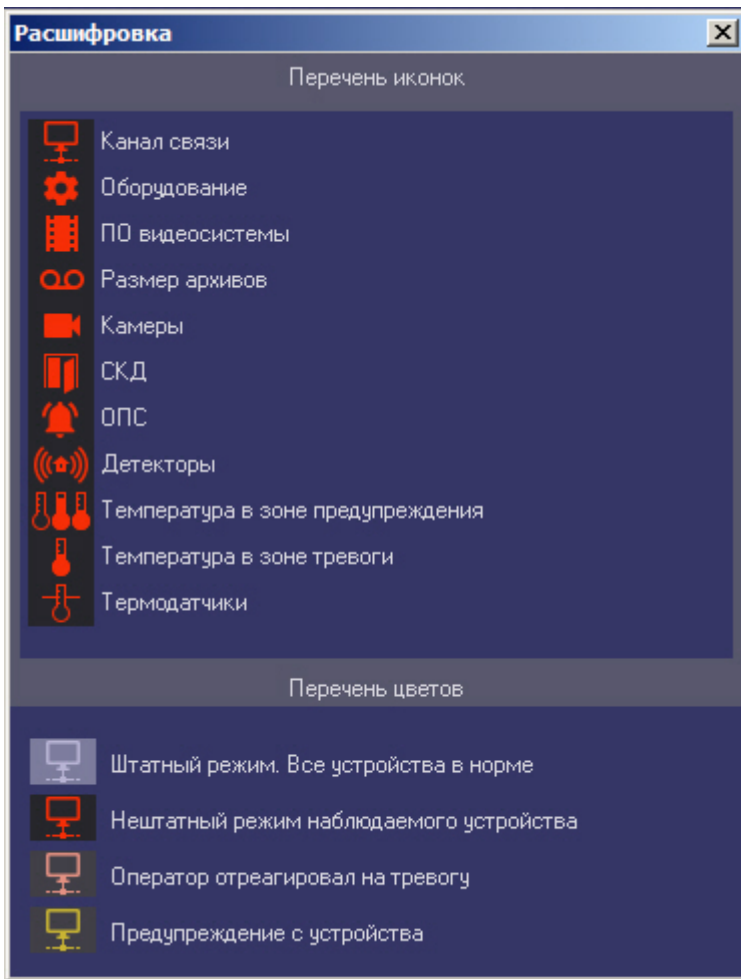 Расшифровка
Перечень иконок
Канал связи
Оборудование
ПО видеосистемы
Размер архивов
Камеры
СКД
ОПС
Детекторы
Температура в зоне предупреждения
Температура в зоне тревоги
Термодатчики
Перечень цветов
Штатный режим. Все устройства в норме
Нештатный режим наблюдаемого устройства
Оператор отреагировал на тревогу
Предупреждение с устройства